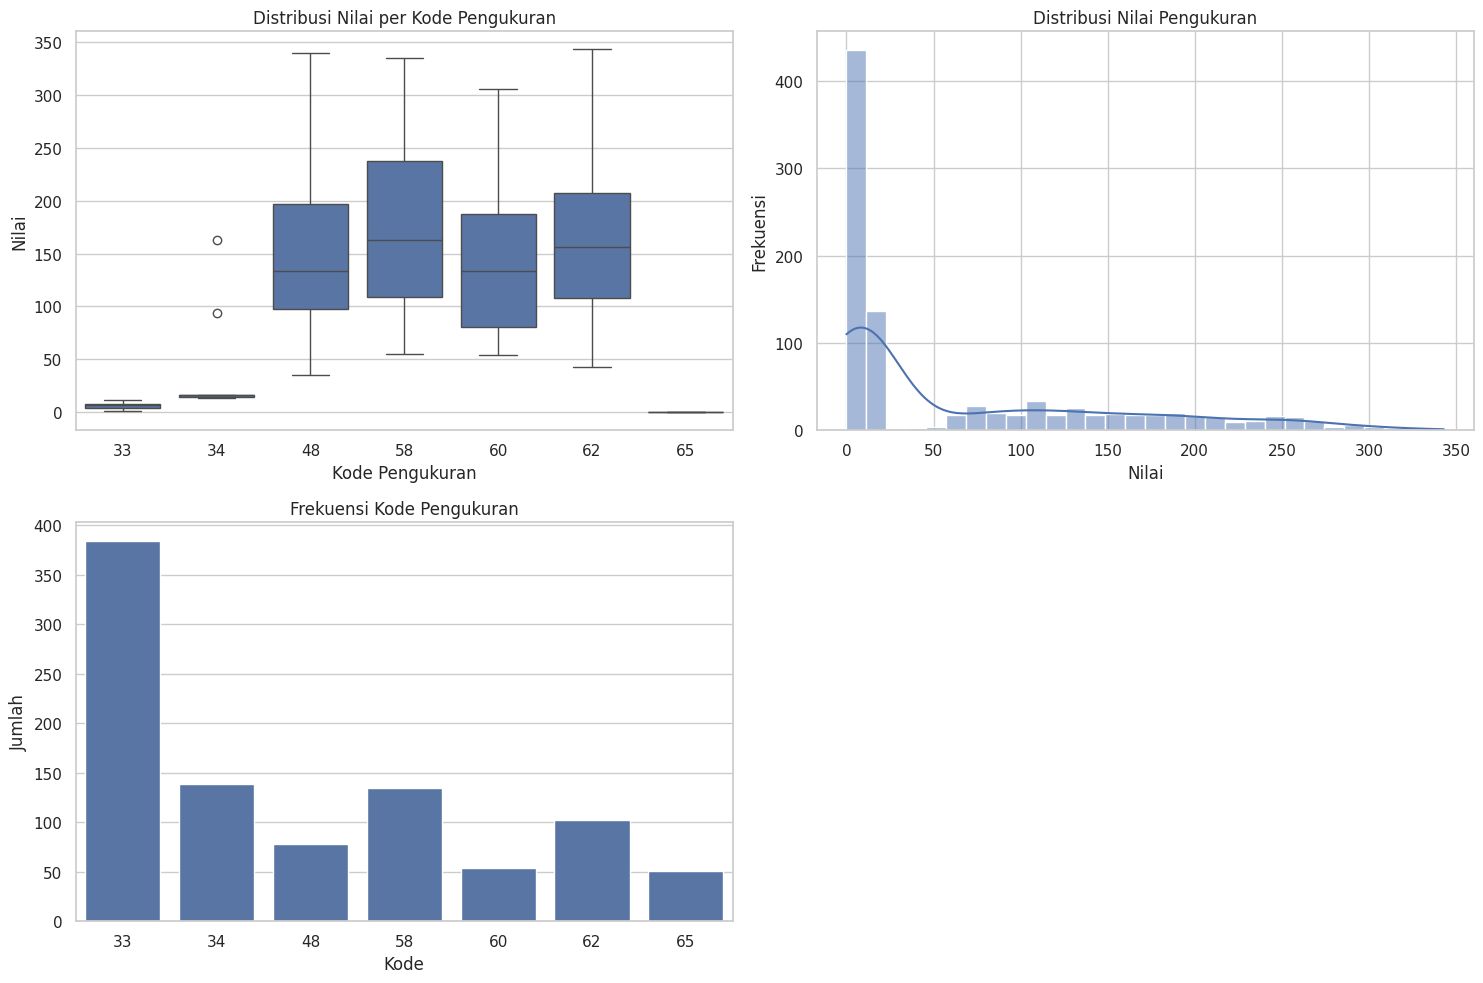 Distribusi Nilai per Kode Pengukuran
350
300
250
200
150
100
50
0
Nilai
33 34 48 58 60 62 65
Kode Pengukuran
Distribusi Nilai Pengukuran
400
300
200
100
0
Frekuensi
0 50 100 150 200 250 300 350
Nilai
Frekuensi Kode Pengukuran
400
350
300
250
200
150
100
50
0
Jumlah
33 34 48 58 60 62 65
Kode